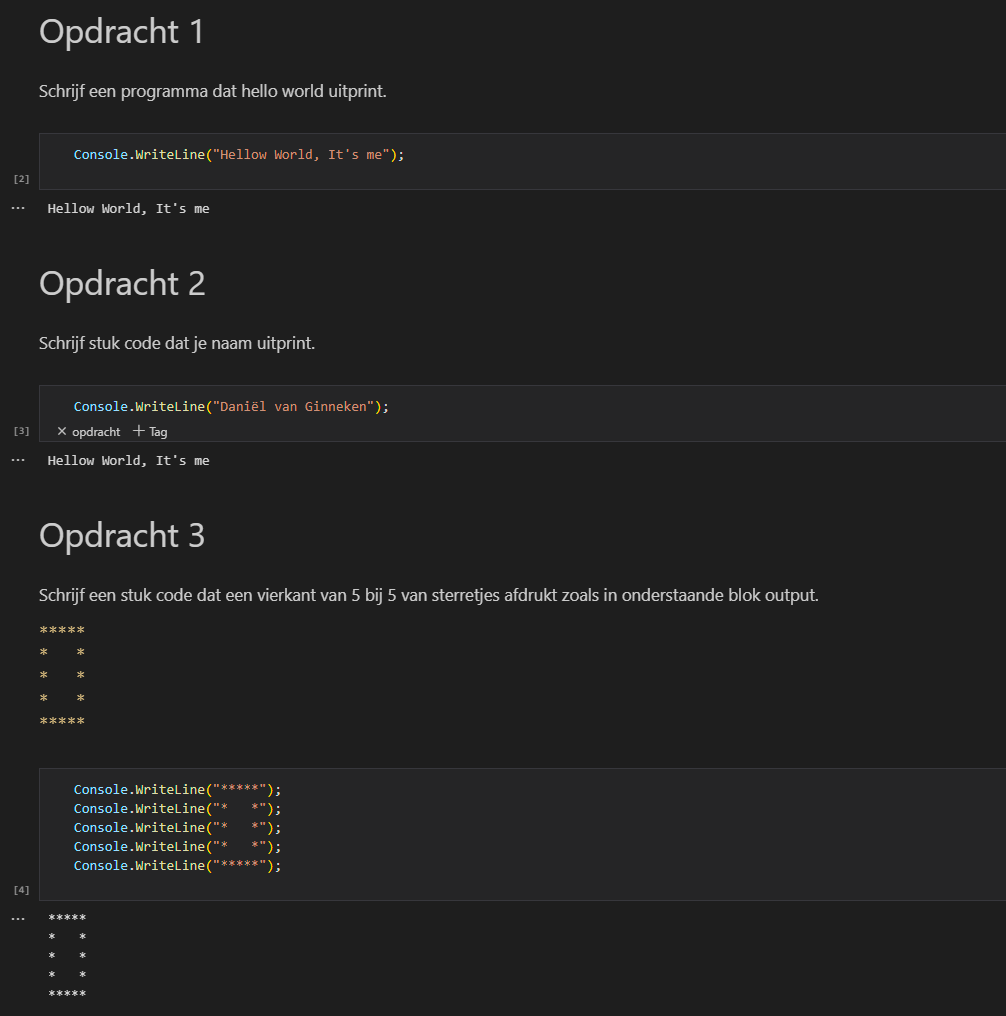 Opdracht 1
Schrijf een programma dat hello world uitprint.
Console.WriteLine("Hellow World, It's me");
[2]
... Hellow World, It's me
Opdracht 2
Schrijf stuk code dat je naam uitprint.
Console.WriteLine("Daniël van Ginneken");
[3] × opdracht + Tag
... Hellow World, It's me
Opdracht 3
Schrijf een stuk code dat een vierkant van 5 bij 5 van sterretjes afdrukt zoals in onderstaande blok output.
*****
*   *
*   *
*   *
*****
Console.WriteLine("*****");
Console.WriteLine("*   *");
Console.WriteLine("*   *");
Console.WriteLine("*   *");
Console.WriteLine("*****");
[4]
... *****
*   *
*   *
*   *
*****